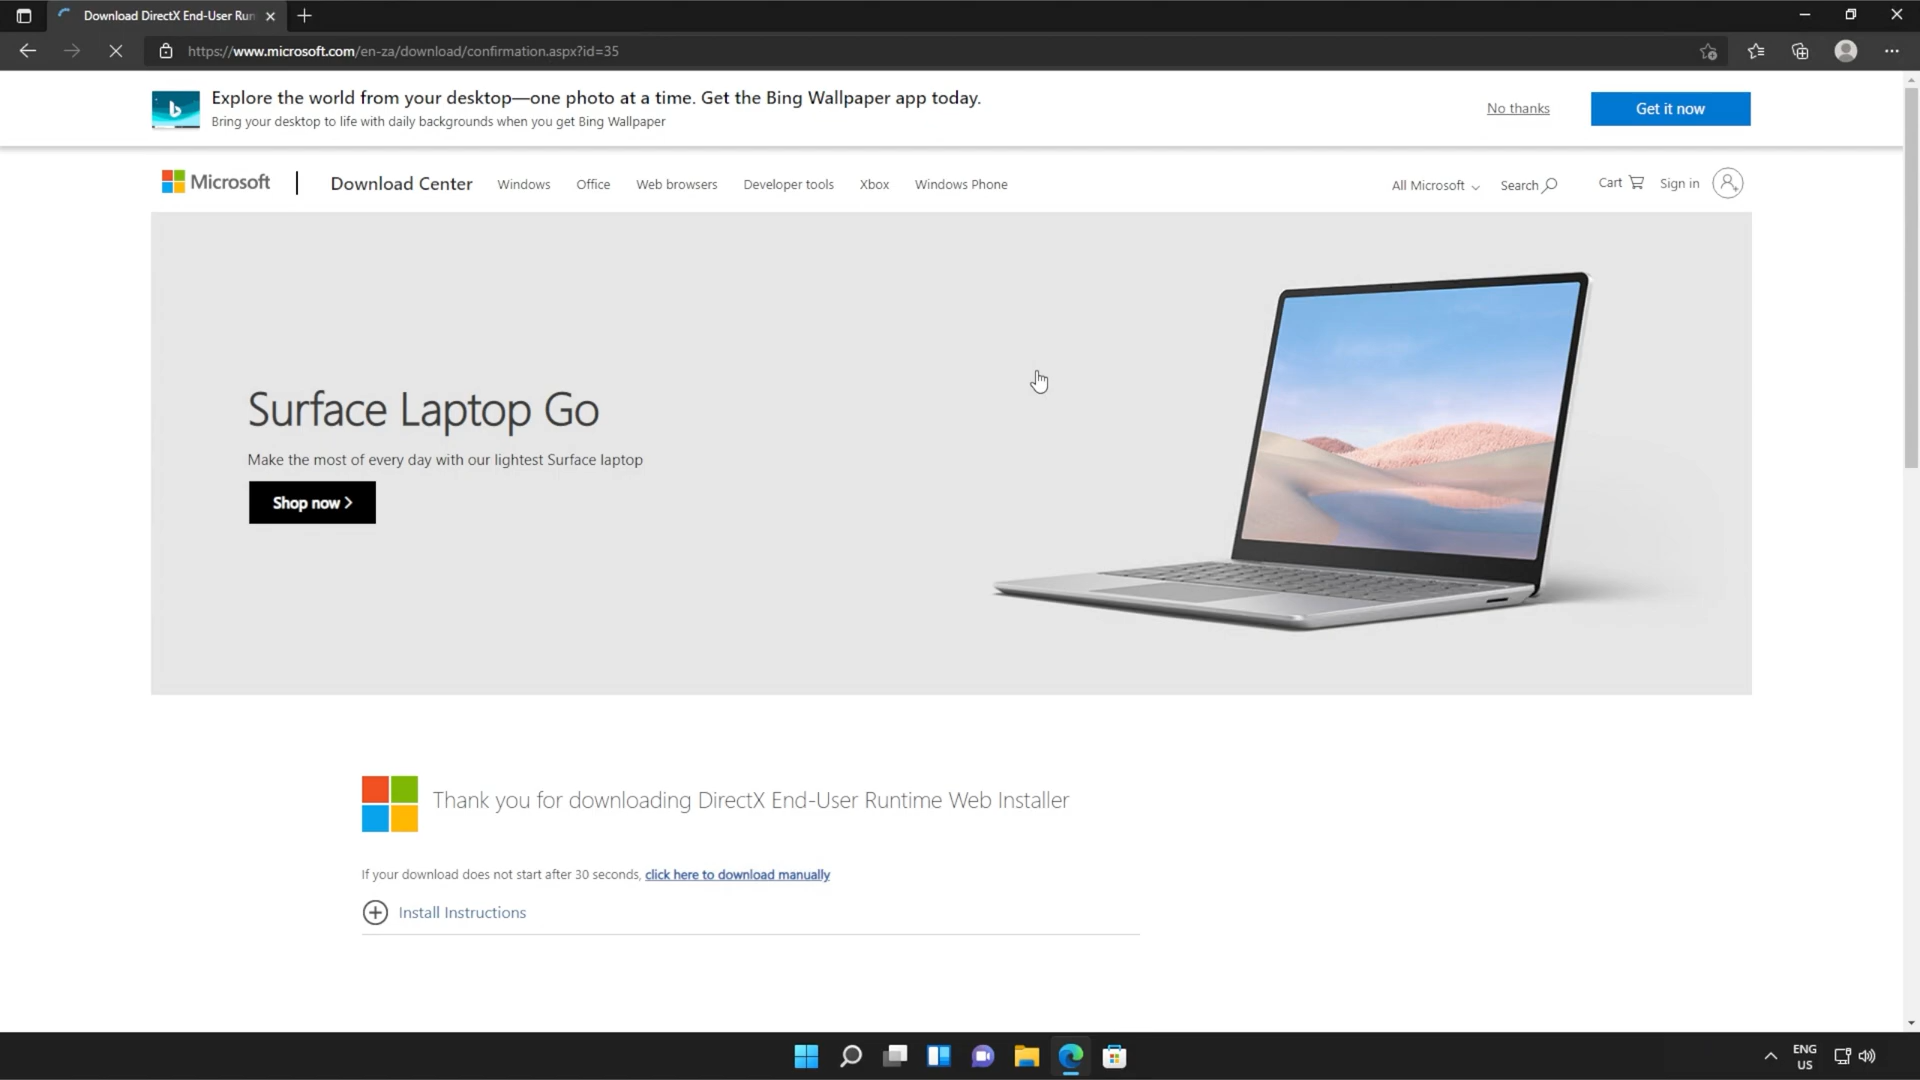 Download DirectX End-User Run
https://www.microsoft.com/en-za/download/confirmation.aspx?id=35
Explore the world from your desktop—one photo at a time. Get the Bing Wallpaper app today.
Bring your desktop to life with daily backgrounds when you get Bing Wallpaper
No thanks
Get it now
Microsoft
Download Center
Windows
Office
Web browsers
Developer tools
Xbox
Windows Phone
All Microsoft
Search
Cart
Sign in
Surface Laptop Go
Make the most of every day with our lightest Surface laptop
Shop now >
Thank you for downloading DirectX End-User Runtime Web Installer
If your download does not start after 30 seconds, click here to download manually
Install Instructions
ENG
US